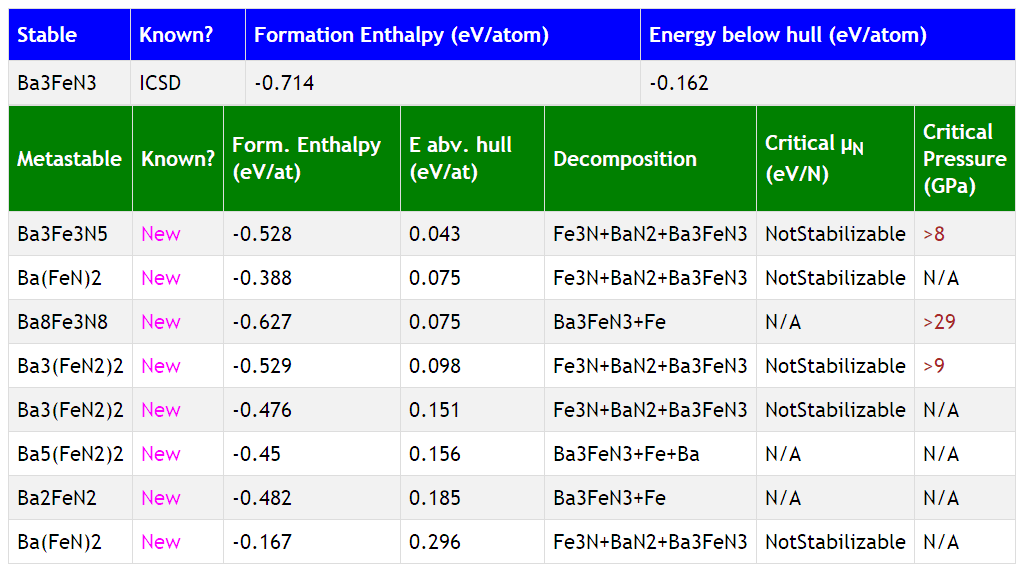 Stable Known? Formation Enthalpy (eV/atom) Energy below hull (eV/atom)
Ba3FeN3 ICSD -0.714 -0.162
Metastable Known? Form. Enthalpy (eV/at) E abv. hull (eV/at) Decomposition Critical μN (eV/N) Critical Pressure (GPa)
Ba3Fe3N5 New -0.528 0.043 Fe3N+BaN2+Ba3FeN3 NotStabilizable >8
Ba(FeN)2 New -0.388 0.075 Fe3N+BaN2+Ba3FeN3 NotStabilizable N/A
Ba8Fe3N8 New -0.627 0.075 Ba3FeN3+Fe N/A >29
Ba3(FeN2)2 New -0.529 0.098 Fe3N+BaN2+Ba3FeN3 NotStabilizable >9
Ba3(FeN2)2 New -0.476 0.151 Fe3N+BaN2+Ba3FeN3 NotStabilizable N/A
Ba5(FeN2)2 New -0.45 0.156 Ba3FeN3+Fe+Ba N/A N/A
Ba2FeN2 New -0.482 0.185 Ba3FeN3+Fe N/A N/A
Ba(FeN)2 New -0.167 0.296 Fe3N+BaN2+Ba3FeN3 NotStabilizable N/A